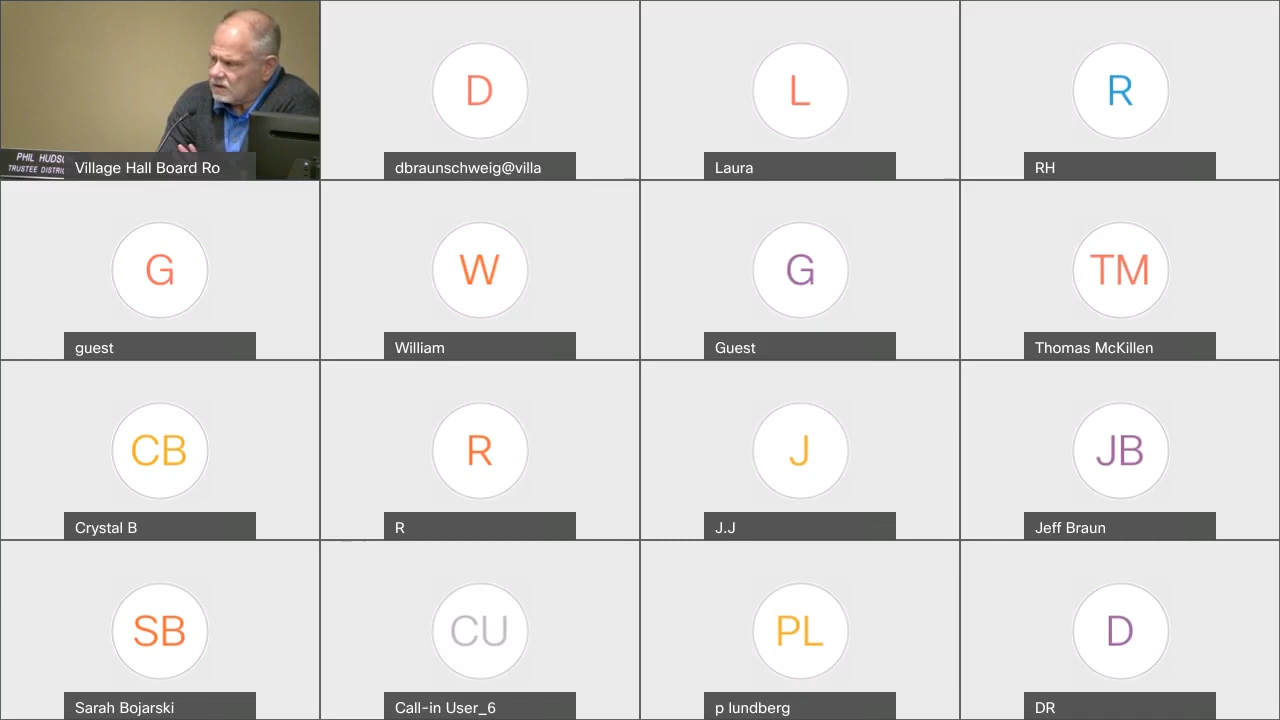 PHIL HUDSO
TRUSTEE DISTRIC
Village Hall Board Ro
D
dbraunschweig@villa
L
Laura
R
RH
G
guest
W
William
G
Guest
TM
Thomas McKillen
CB
Crystal B
R
R
J
J.J
JB
Jeff Braun
SB
Sarah Bojarski
CU
Call-in User_6
PL
p lundberg
D
DR